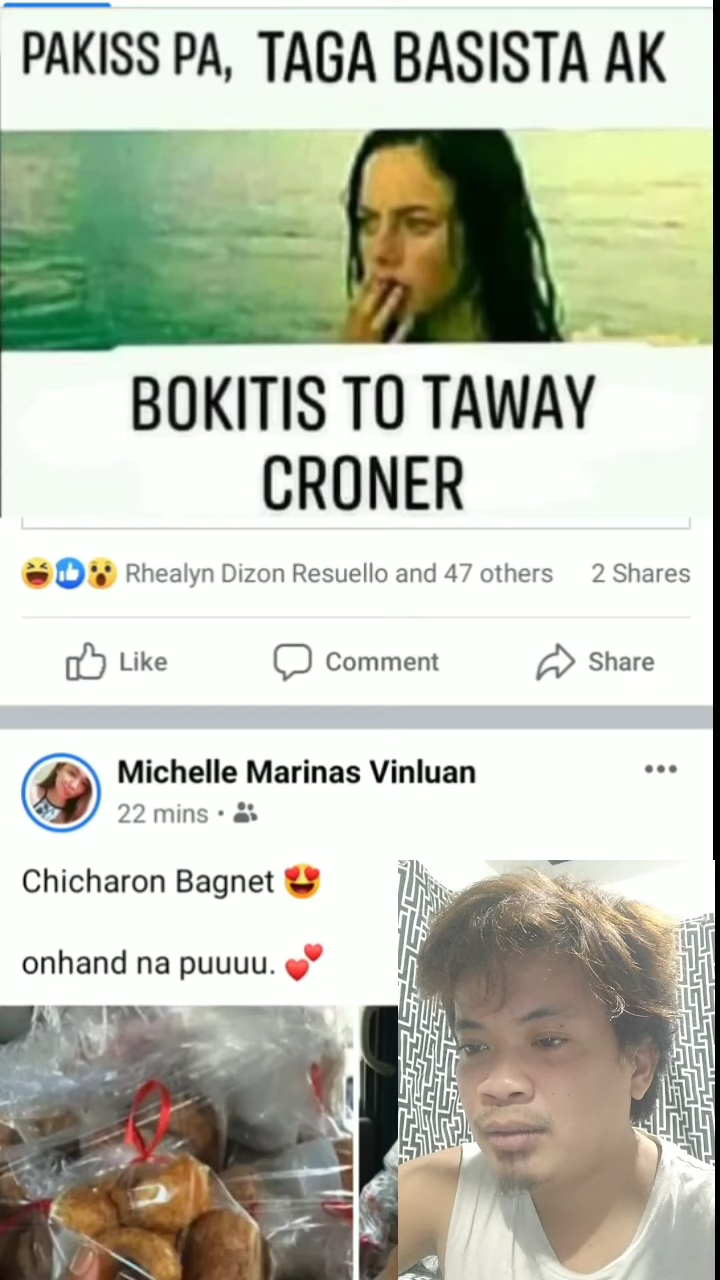 PAKISS PA, TAGA BASISTA AK
BOKITIS TO TAWAY
CRONER
Rhealyn Dizon Resuello and 47 others 2 Shares
Like Comment Share
Michelle Marinas Vinluan
22 mins •
Chicharon Bagnet 😍
onhand na puuuu. 💕